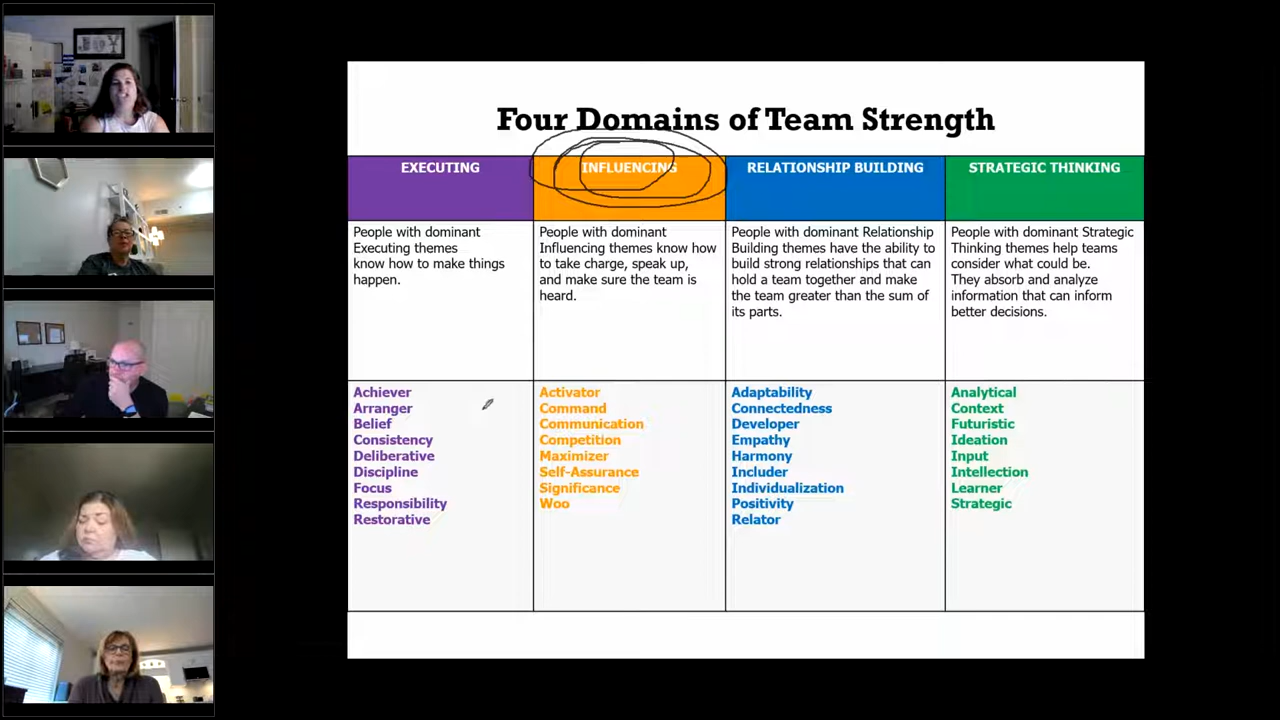 Four Domains of Team Strength
EXECUTING
INFLUENCING
RELATIONSHIP BUILDING
STRATEGIC THINKING
People with dominant
Executing themes
know how to make things
happen.
People with dominant
Influencing themes know how
to take charge, speak up,
and make sure the team is
heard.
People with dominant Relationship
Building themes have the ability to
build strong relationships that can
hold a team together and make
the team greater than the sum of
its parts.
People with dominant Strategic
Thinking themes help teams
consider what could be.
They absorb and analyze
information that can inform
better decisions.
Achiever
Arranger
Belief
Consistency
Deliberative
Discipline
Focus
Responsibility
Restorative
Activator
Command
Communication
Competition
Maximizer
Self-Assurance
Significance
Woo
Adaptability
Connectedness
Developer
Empathy
Harmony
Includer
Individualization
Positivity
Relator
Analytical
Context
Futuristic
Ideation
Input
Intellection
Learner
Strategic